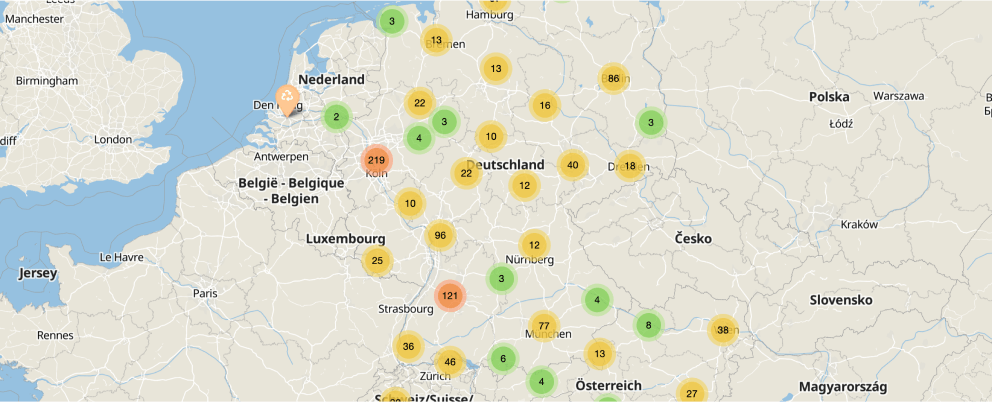 Leeds
Hamburg
Manchester
3
13
Bremen
13
Nederland
86
Birmingham
Polska
Warszawa
22
16
Den Haag
2
3
3
Łódź
4
10
London
Antwerpen
219
Deutschland
40
18
Dresden
Köln
22
12
België - Belgique
- Belgien
10
Kraków
96
Luxembourg
12
Česko
25
Nürnberg
Le Havre
Jersey
3
Paris
121
4
Slovensko
Strasbourg
77
8
38
Rennes
München
36
13
46
6
Zürich
4
Österreich
Magyarország
27
Schweiz/Suisse/